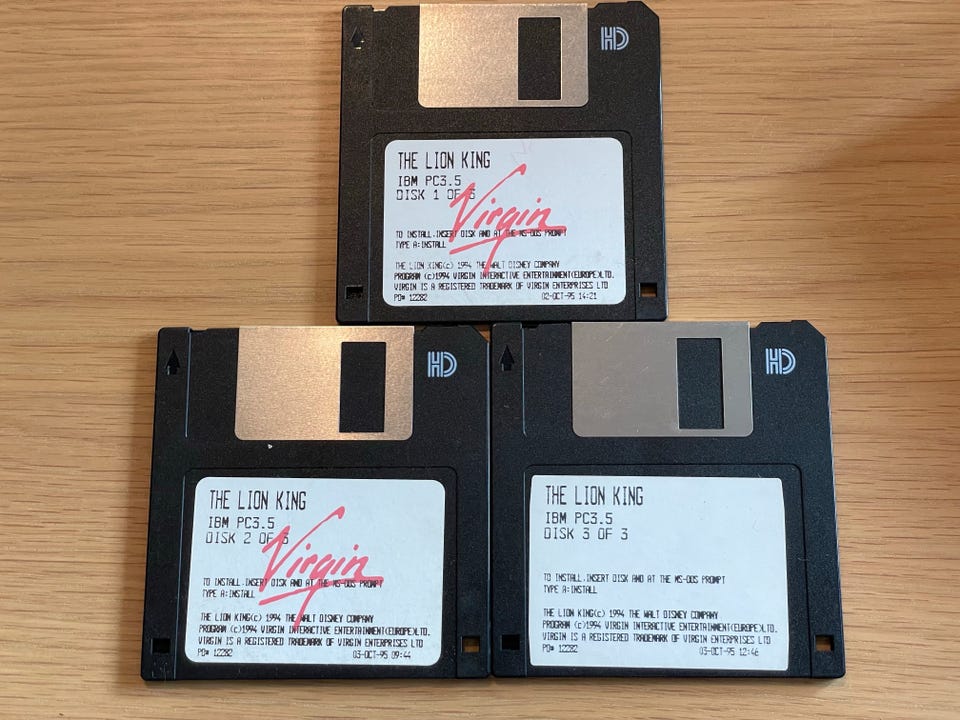 HD
THE LION KING
IBM PC3.5
DISK 1 OF 3
Virgin
TO INSTALL,INSERT DISK AND AT THE MS-DOS PROMPT
TYPE A:INSTALL
THE LION KING(c) 1994 THE WALT DISNEY COMPANY
PROGRAM (c)1994 VIRGIN INTERACTIVE ENTERTAINMENT(EUROPE)LTD.
VIRGIN IS A REGISTERED TRADEMARK OF VIRGIN ENTERPRISES LTD
PO# 12282 02-OCT-95 14:21
HD
THE LION KING
IBM PC3.5
DISK 2 OF 3
Virgin
TO INSTALL,INSERT DISK AND AT THE MS-DOS PROMPT
TYPE A:INSTALL
THE LION KING(c) 1994 THE WALT DISNEY COMPANY
PROGRAM (c)1994 VIRGIN INTERACTIVE ENTERTAINMENT(EUROPE)LTD.
VIRGIN IS A REGISTERED TRADEMARK OF VIRGIN ENTERPRISES LTD
PO# 12282 03-OCT-95 09:44
HD
THE LION KING
IBM PC3.5
DISK 3 OF 3
TO INSTALL,INSERT DISK AND AT THE MS-DOS PROMPT
TYPE A:INSTALL
THE LION KING(c) 1994 THE WALT DISNEY COMPANY
PROGRAM (c)1994 VIRGIN INTERACTIVE ENTERTAINMENT(EUROPE)LTD.
VIRGIN IS A REGISTERED TRADEMARK OF VIRGIN ENTERPRISES LTD
PO# 12282 03-OCT-95 12:46